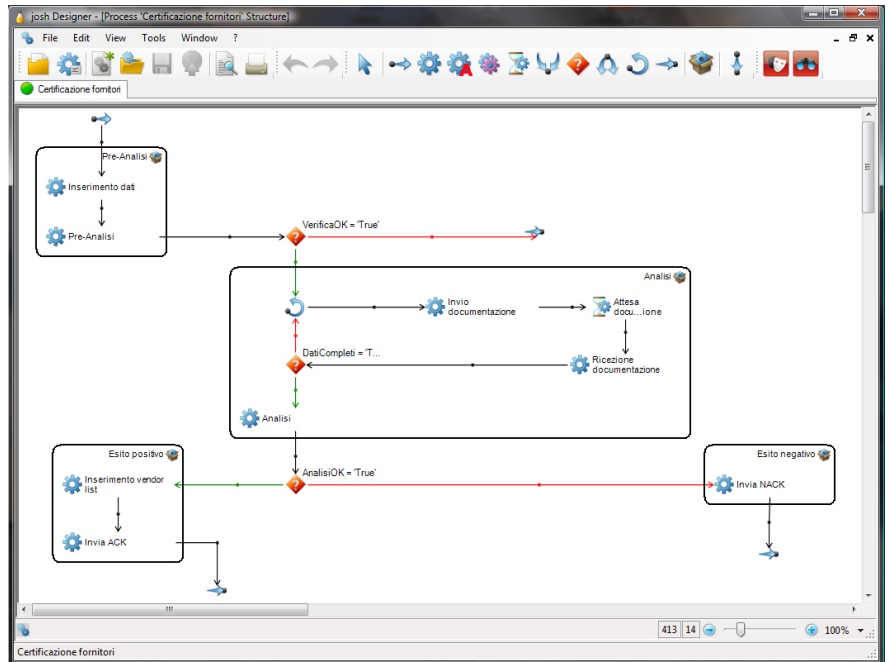 josh Designer - [Process 'Certificazione fornitori' Structure]
File Edit View Tools Window ?
Certificazione fornitori
Pre-Analisi
Inserimento dati
Pre-Analisi
VerificaOK = 'True'
Analisi
Invio
documentazione
Attesa
docu...ione
DatiCompleti = 'T...
Ricezione
documentazione
Analisi
Esito positivo
AnalisiOK = 'True'
Esito negativo
Inserimento vendor
list
Invia NACK
Invia ACK
413 14 100%
Certificazione fornitori